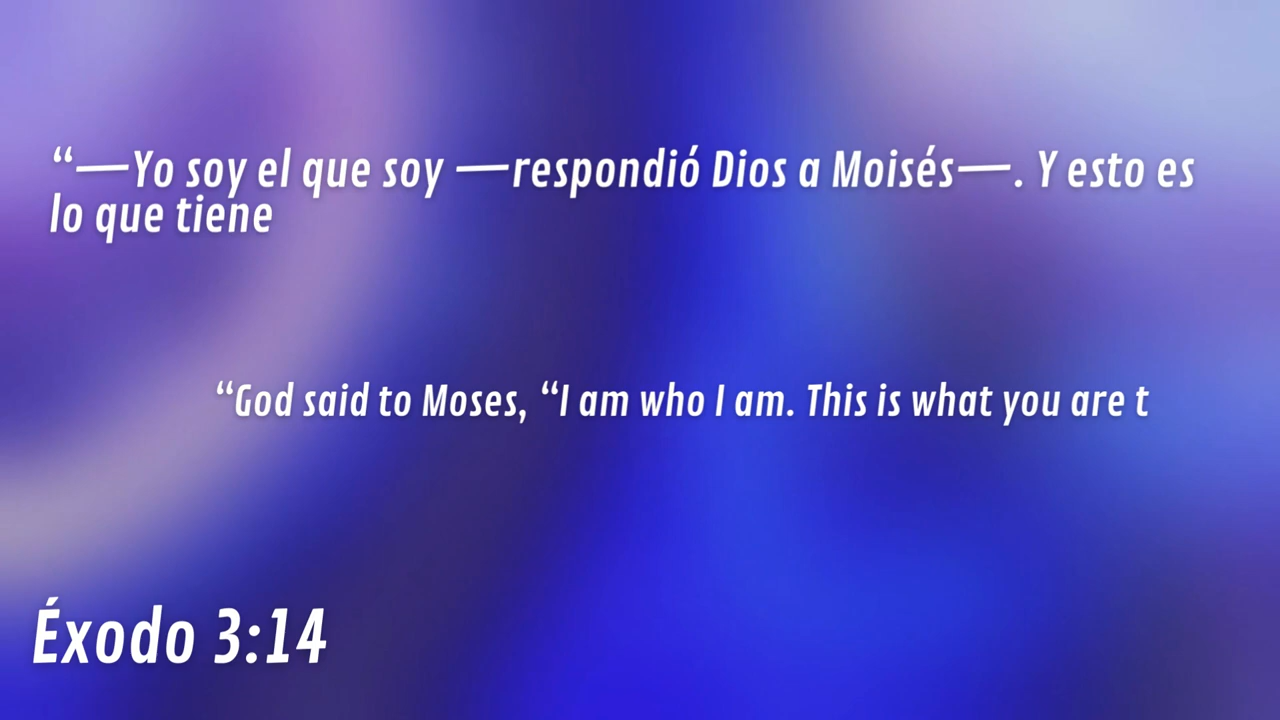 “—Yo soy el que soy —respondió Dios a Moisés—. Y esto es
lo que tiene
“God said to Moses, “I am who I am. This is what you are t
Éxodo 3:14